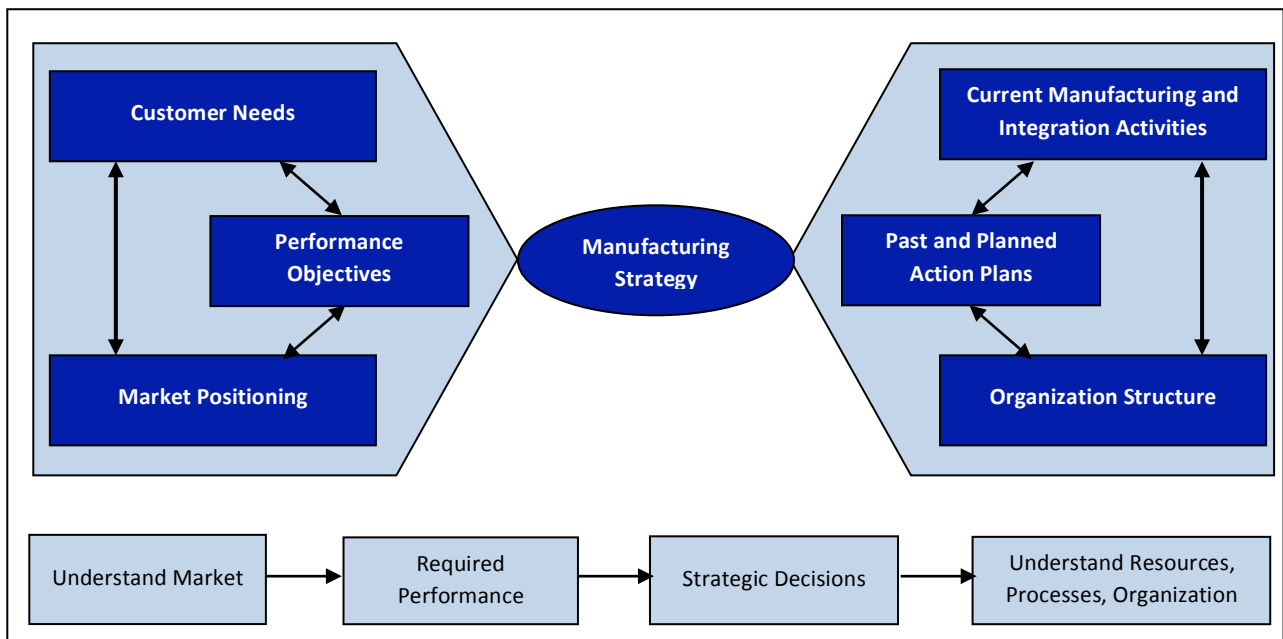 Customer Needs
Performance
Objectives
Market Positioning
Manufacturing
Strategy
Current Manufacturing and
Integration Activities
Past and Planned
Action Plans
Organization Structure
Understand Market
Required
Performance
Strategic Decisions
Understand Resources,
Processes, Organization